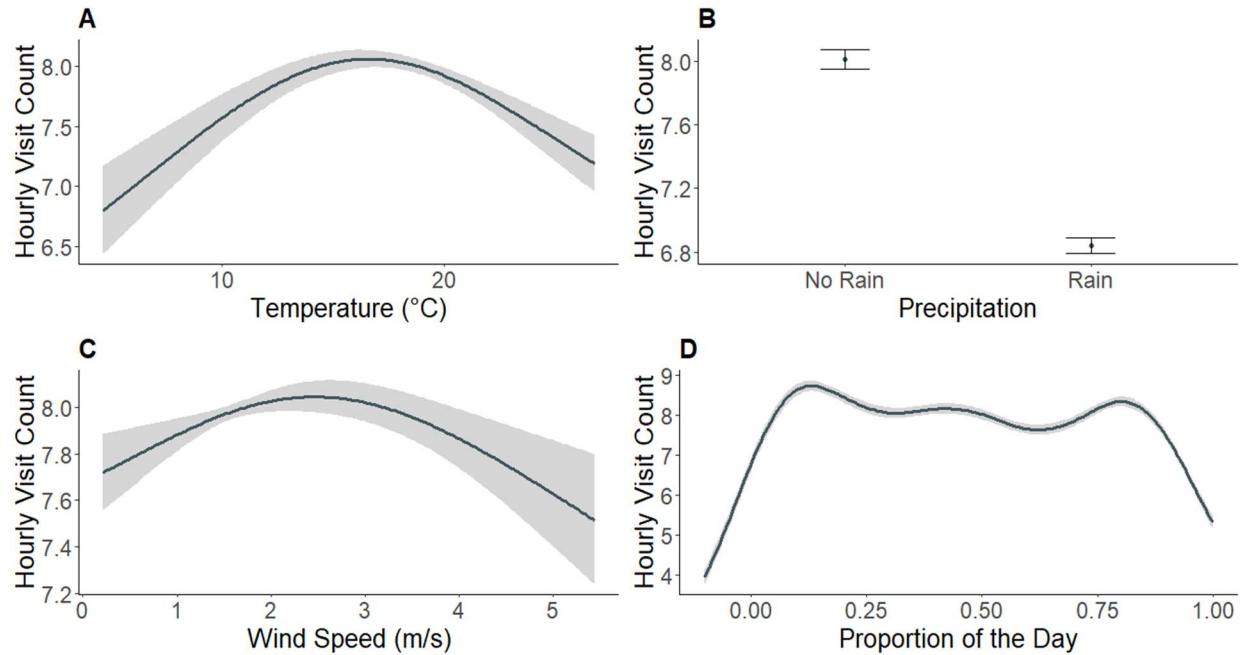 A
Hourly Visit Count
8.0
7.5
7.0
6.5
10 20
Temperature (°C)
B
Hourly Visit Count
8.0
7.6
7.2
6.8
No Rain Rain
Precipitation
C
Hourly Visit Count
8.0
7.8
7.6
7.4
7.2
0 1 2 3 4 5
Wind Speed (m/s)
D
Hourly Visit Count
9
8
7
6
5
4
0.00 0.25 0.50 0.75 1.00
Proportion of the Day